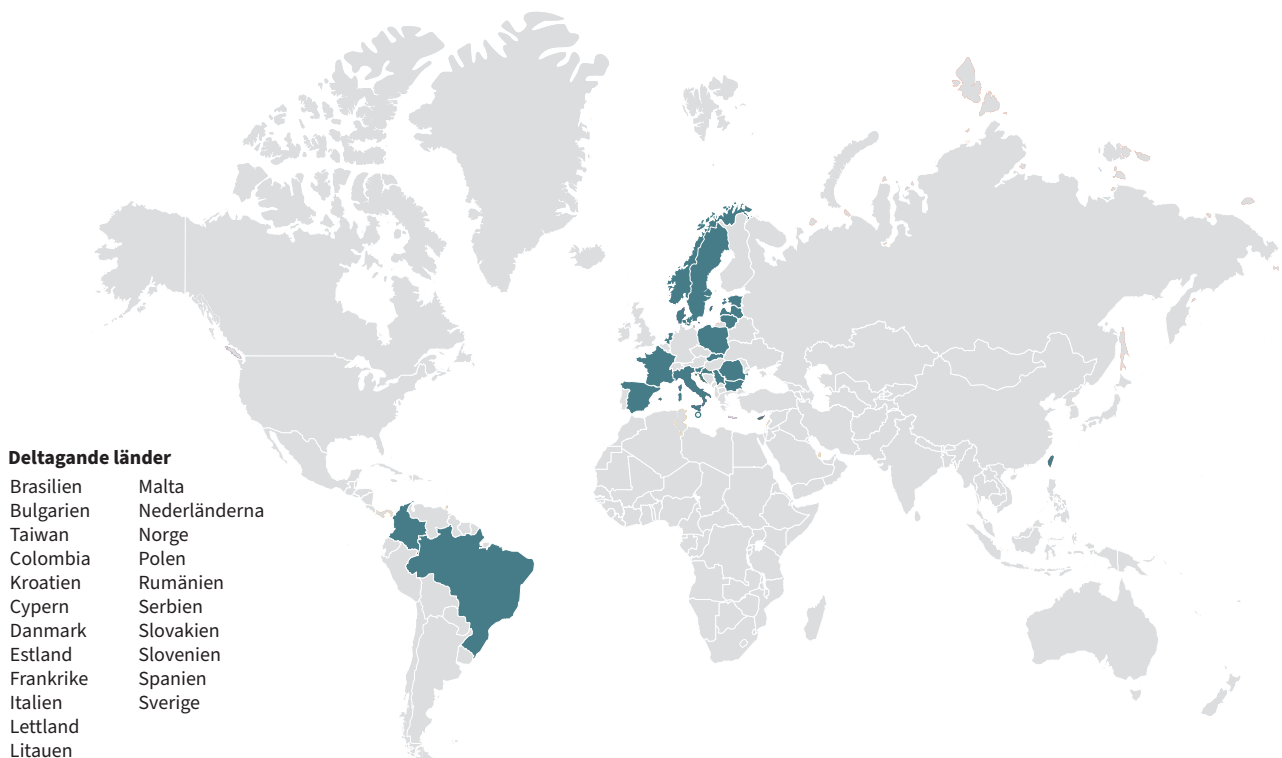 Deltagande länder
Brasilien
Bulgarien
Taiwan
Colombia
Kroatien
Cypern
Danmark
Estland
Frankrike
Italien
Lettland
Litauen
Malta
Nederländerna
Norge
Polen
Rumänien
Serbien
Slovakien
Slovenien
Spanien
Sverige